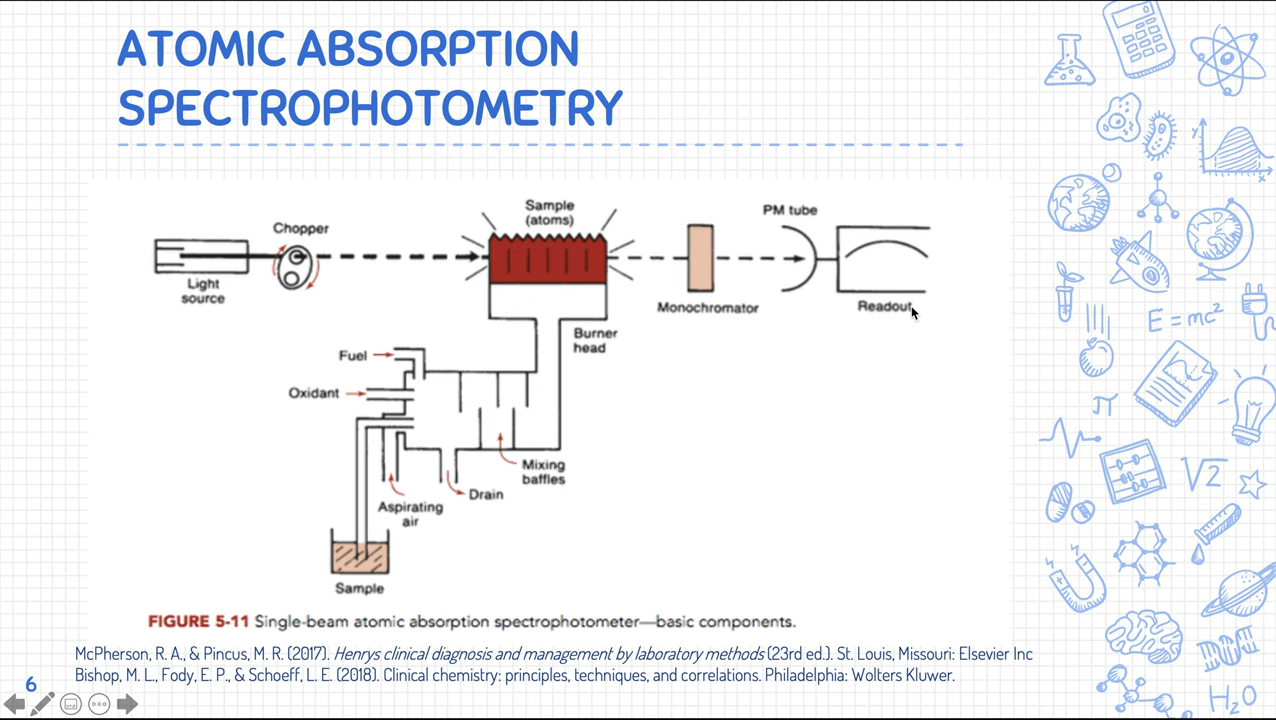 ATOMIC ABSORPTION
SPECTROPHOTOMETRY
Chopper
Light
source
Sample
(atoms)
PM tube
Monochromator
Readout
Burner
head
Fuel
Oxidant
Mixing
baffles
Drain
Aspirating
air
Sample
FIGURE 5-11 Single-beam atomic absorption spectrophotometer—basic components.
McPherson, R. A., & Pincus, M. R. (2017). Henrys clinical diagnosis and management by laboratory methods (23rd ed.). St. Louis, Missouri: Elsevier Inc
Bishop, M. L., Fody, E. P., & Schoeff, L. E. (2018). Clinical chemistry: principles, techniques, and correlations. Philadelphia: Wolters Kluwer.
6
y
x
E = mc²
π
√2
H₂O